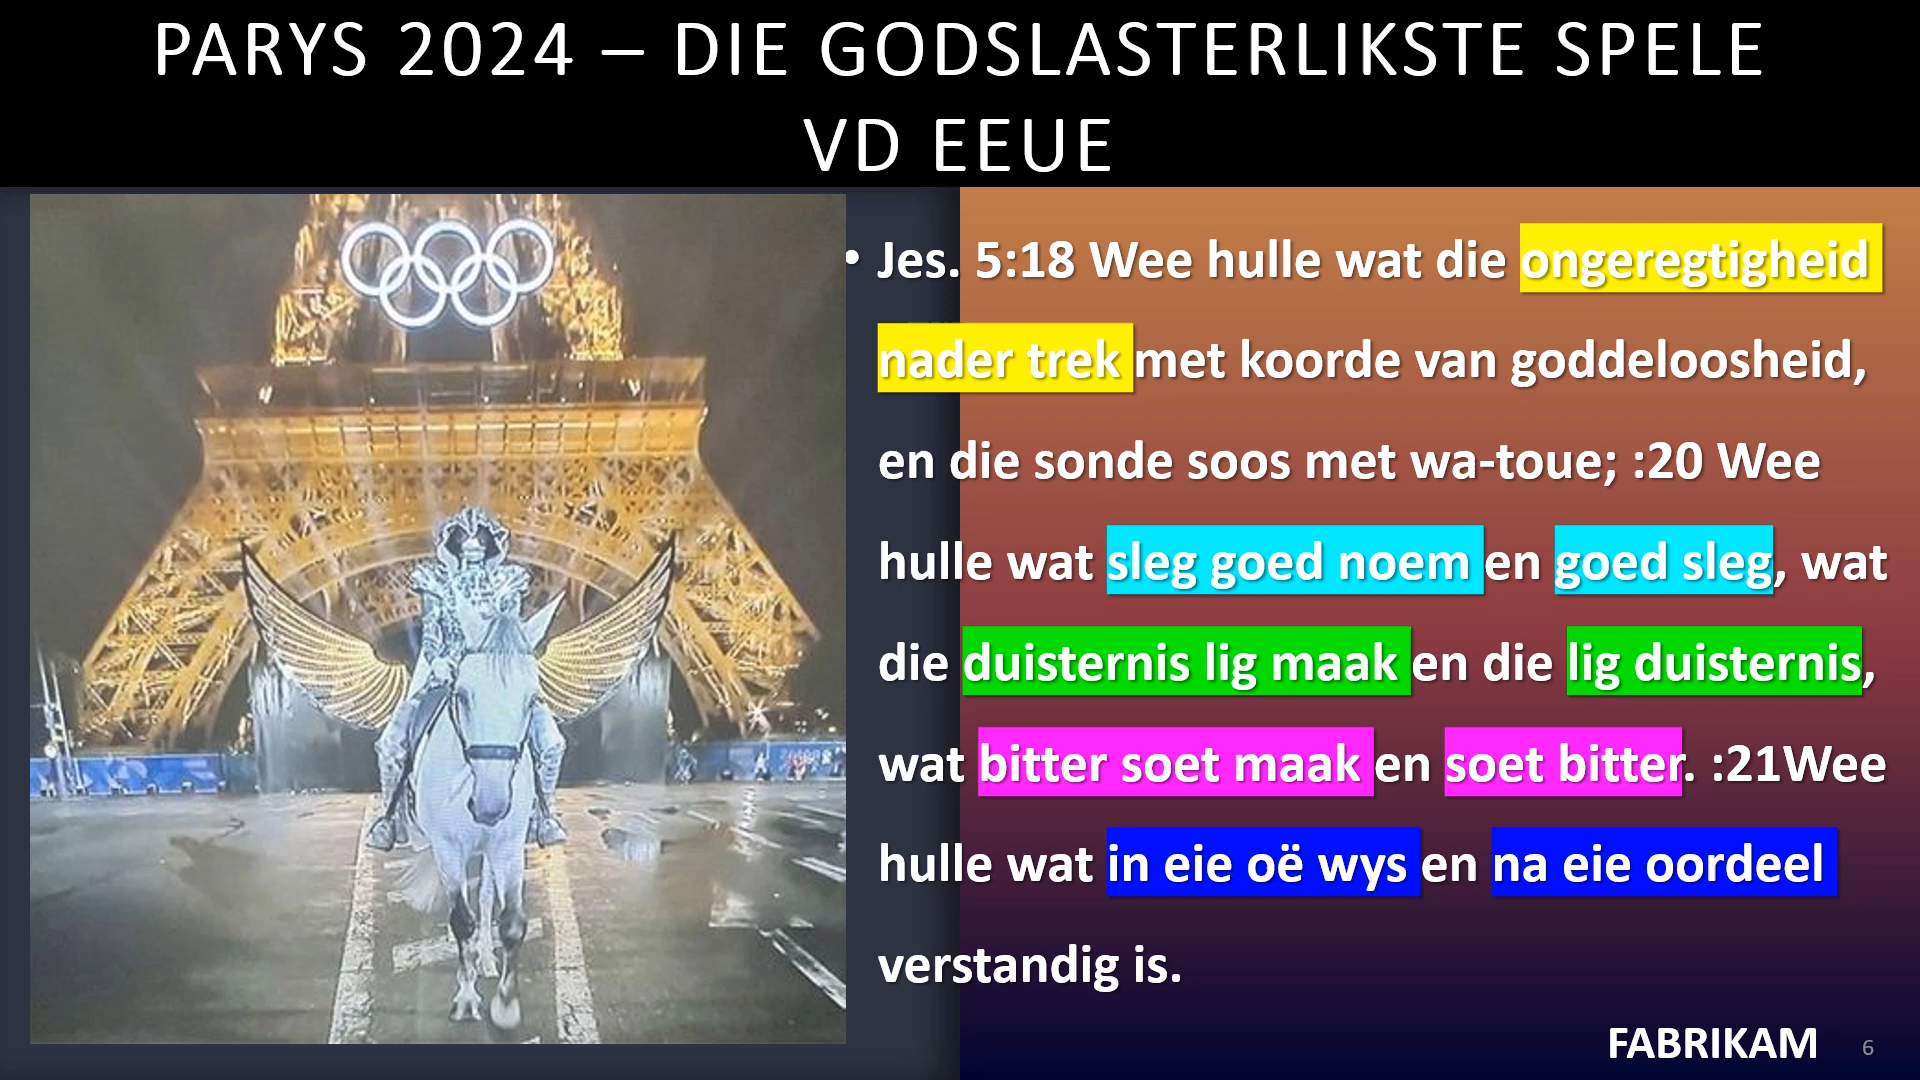 PARYS 2024 – DIE GODSLASTERLIKSTE SPELE
VD EEUE
• Jes. 5:18 Wee hulle wat die ongeregtigheid
nader trek met koorde van goddeloosheid,
en die sonde soos met wa-toue; :20 Wee
hulle wat sleg goed noem en goed sleg, wat
die duisternis lig maak en die lig duisternis,
wat bitter soet maak en soet bitter. :21Wee
hulle wat in eie oë wys en na eie oordeel
verstandig is.
FABRIKAM
6